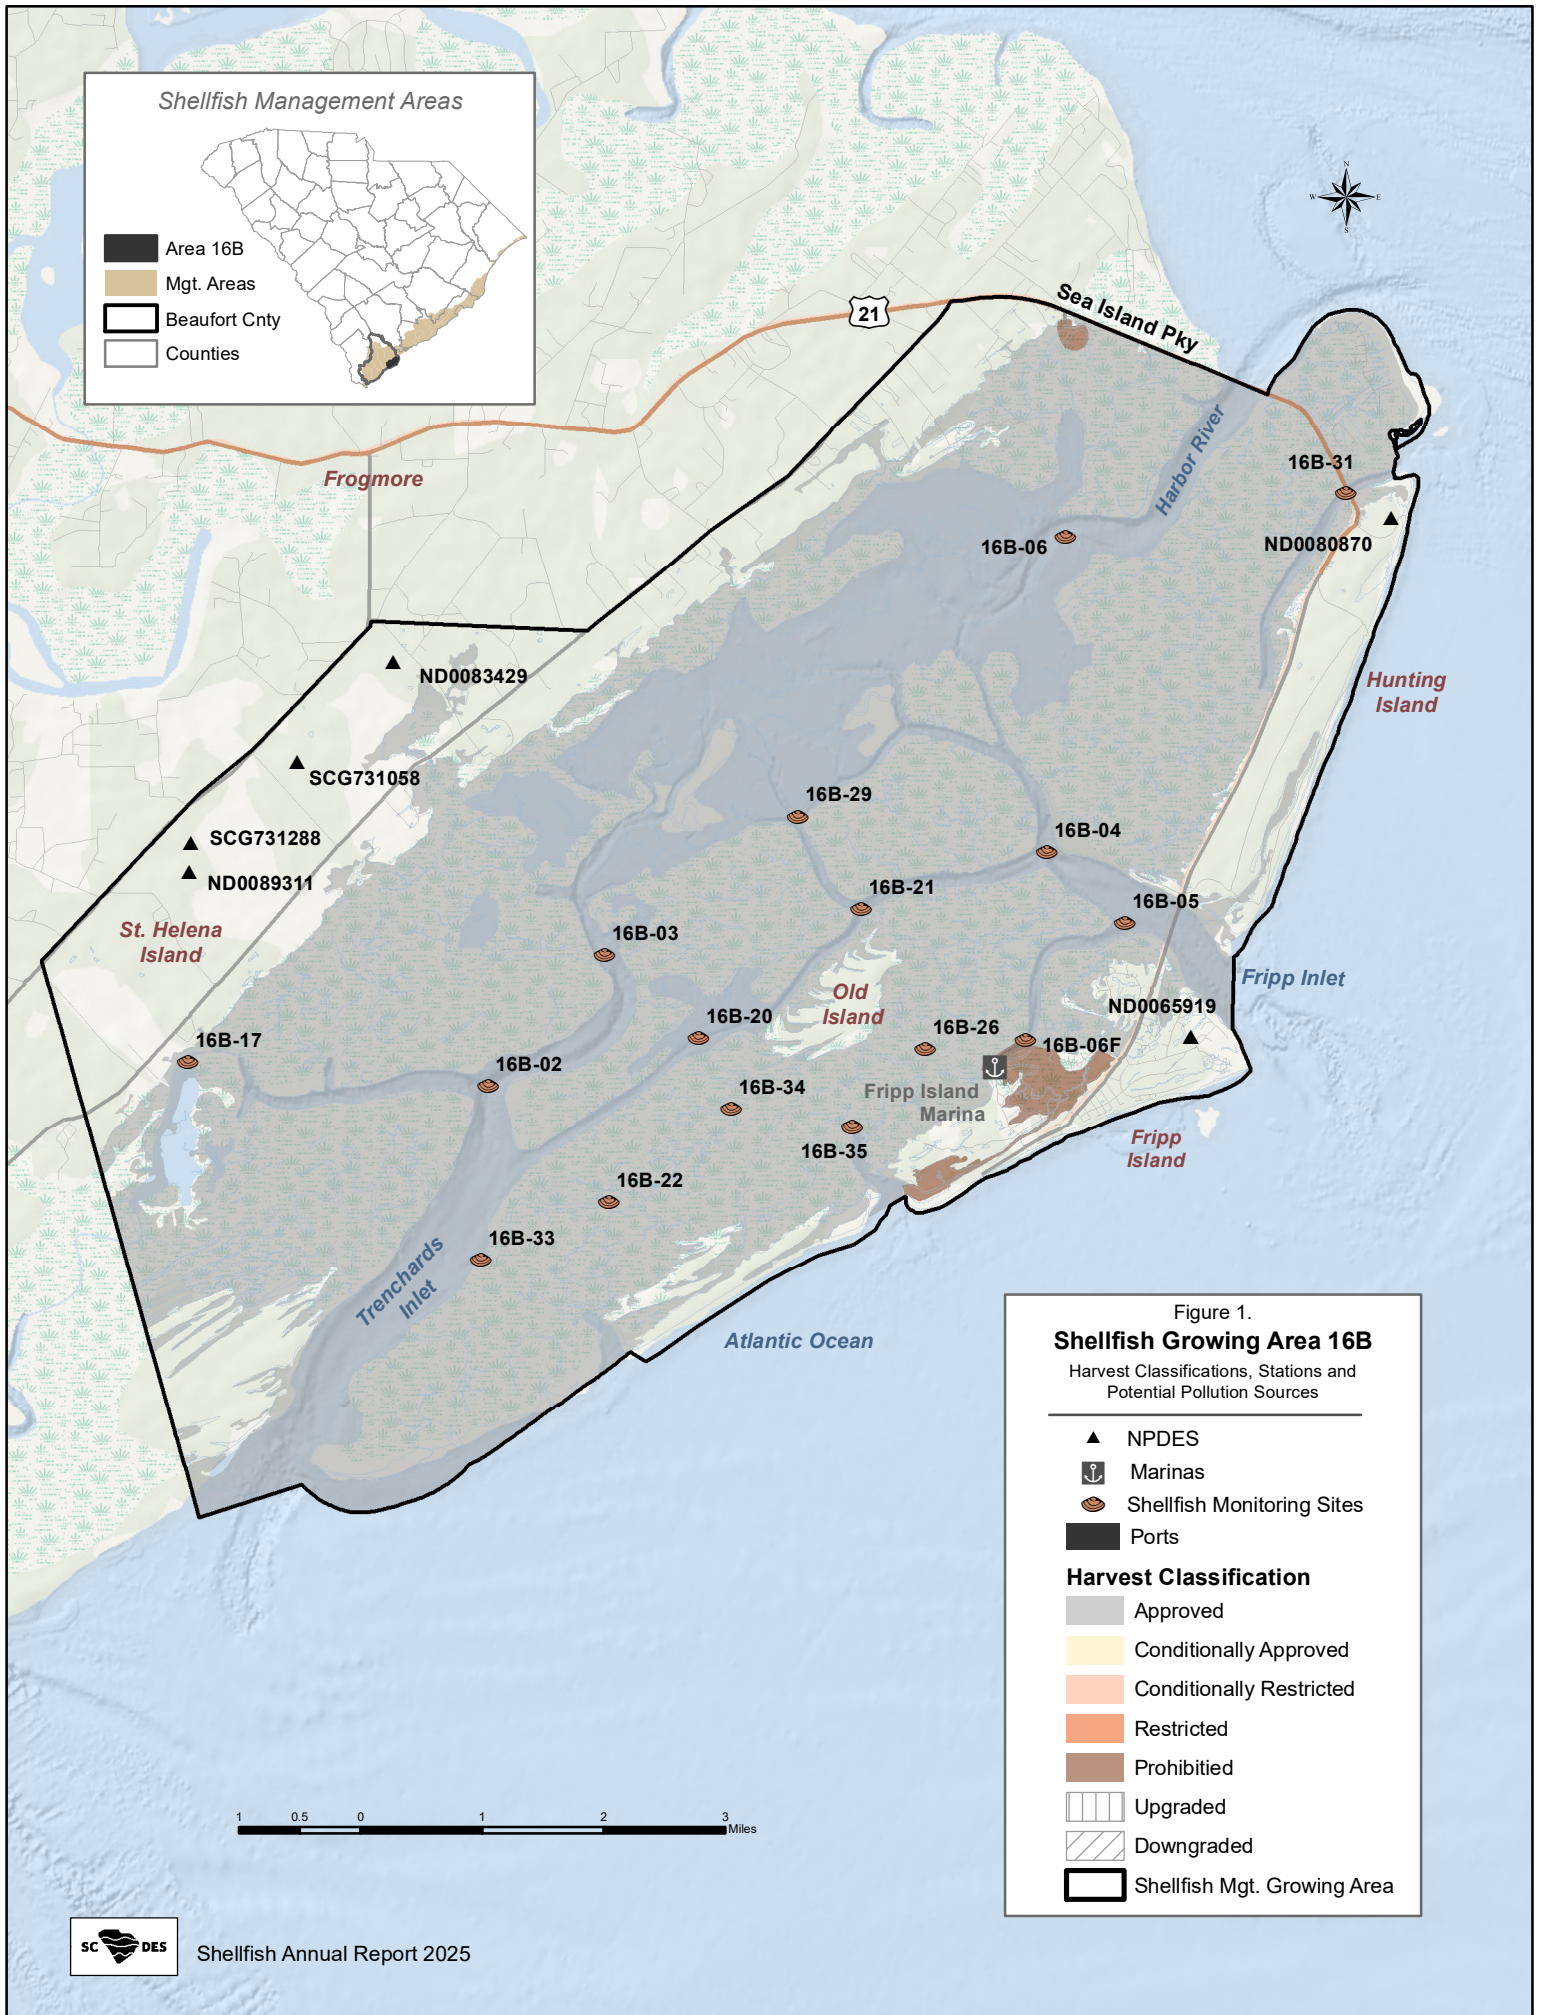 Shellfish Management Areas
Area 16B
Mgt. Areas
Beaufort Cnty
Counties
N
W
E
S
21
Sea Island Pky
Harbor River
Frogmore
16B-31
ND0080870
16B-06
ND0083429
Hunting
Island
SCG731058
16B-29
SCG731288
16B-04
ND0089311
16B-21
16B-05
St. Helena
Island
16B-03
Fripp Inlet
Old
Island
ND0065919
16B-20
16B-26
16B-17
16B-06F
16B-02
16B-34
Fripp Island
Marina
16B-35
Fripp
Island
16B-22
16B-33
Trenchards
Inlet
Atlantic Ocean
Figure 1.
Shellfish Growing Area 16B
Harvest Classifications, Stations and
Potential Pollution Sources
NPDES
Marinas
Shellfish Monitoring Sites
Ports
Harvest Classification
Approved
Conditionally Approved
Conditionally Restricted
Restricted
Prohibitied
Upgraded
Downgraded
Shellfish Mgt. Growing Area
1 0.5 0 1 2 3
Miles
SC DES
Shellfish Annual Report 2025